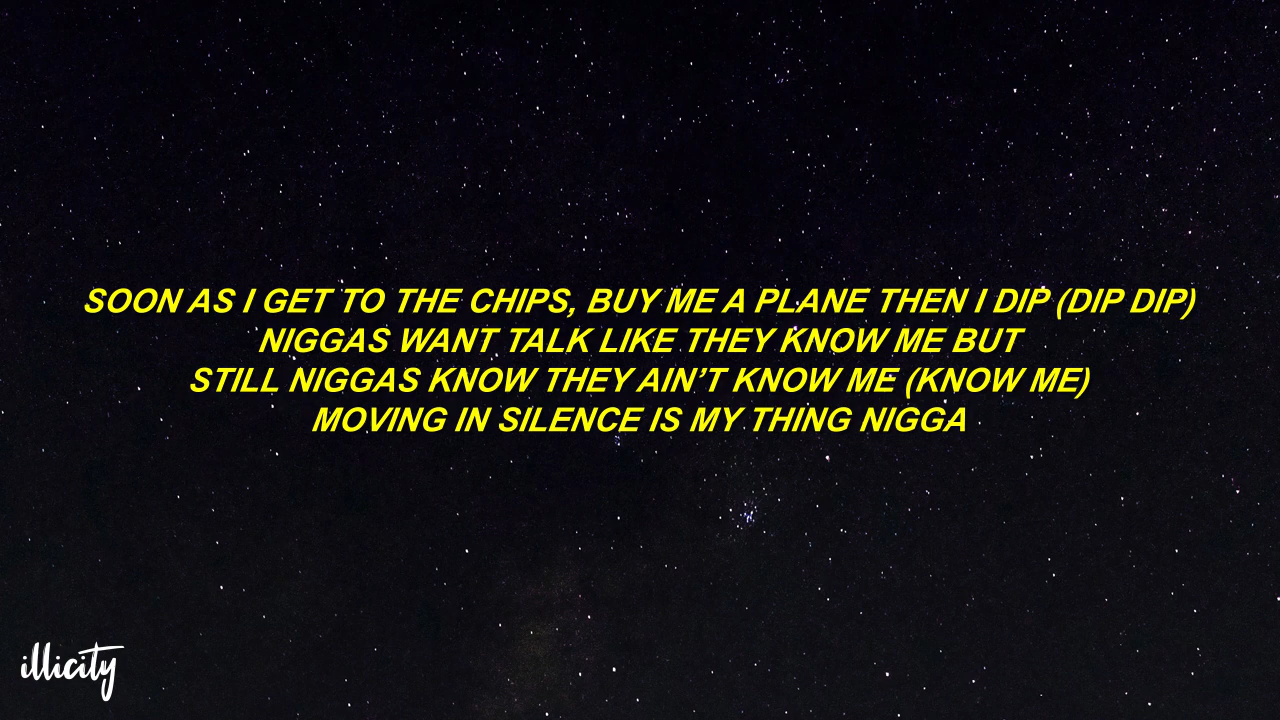 SOON AS I GET TO THE CHIPS, BUY ME A PLANE THEN I DIP (DIP DIP)
NIGGAS WANT TALK LIKE THEY KNOW ME BUT
STILL NIGGAS KNOW THEY AIN’T KNOW ME (KNOW ME)
MOVING IN SILENCE IS MY THING NIGGA
illicity